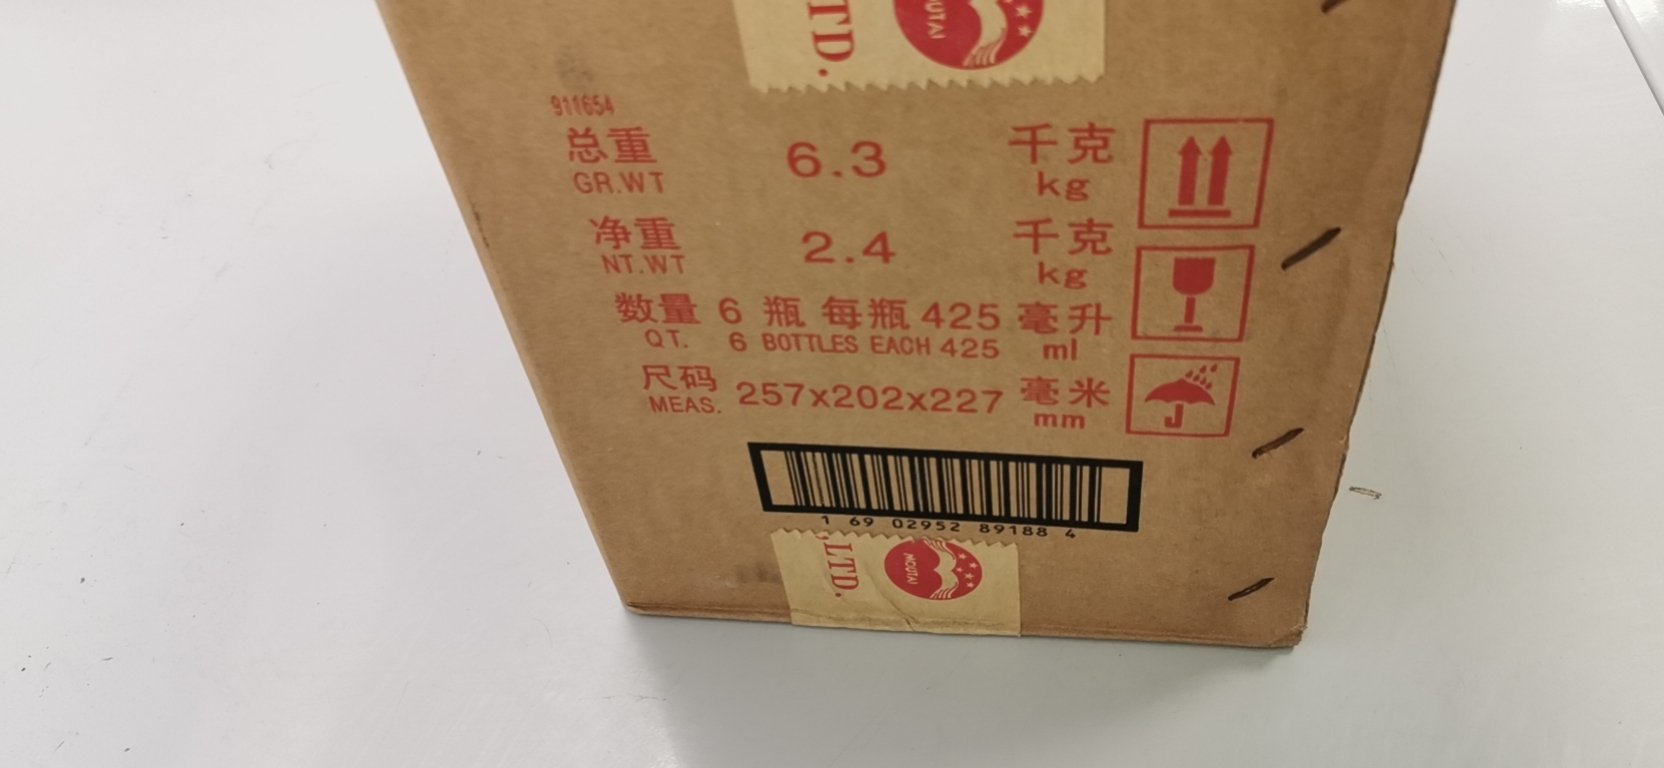 LTD.
MOUTAI
911654
总重 6.3 千克
GR.WT kg
净重 2.4 千克
NT.WT kg
数量 6 瓶 每瓶 425 毫升
QT. 6 BOTTLES EACH 425 ml
尺码 257x202x227 毫米
MEAS. mm
1 69 02952 89188 4
.,LTD.
MOUTAI